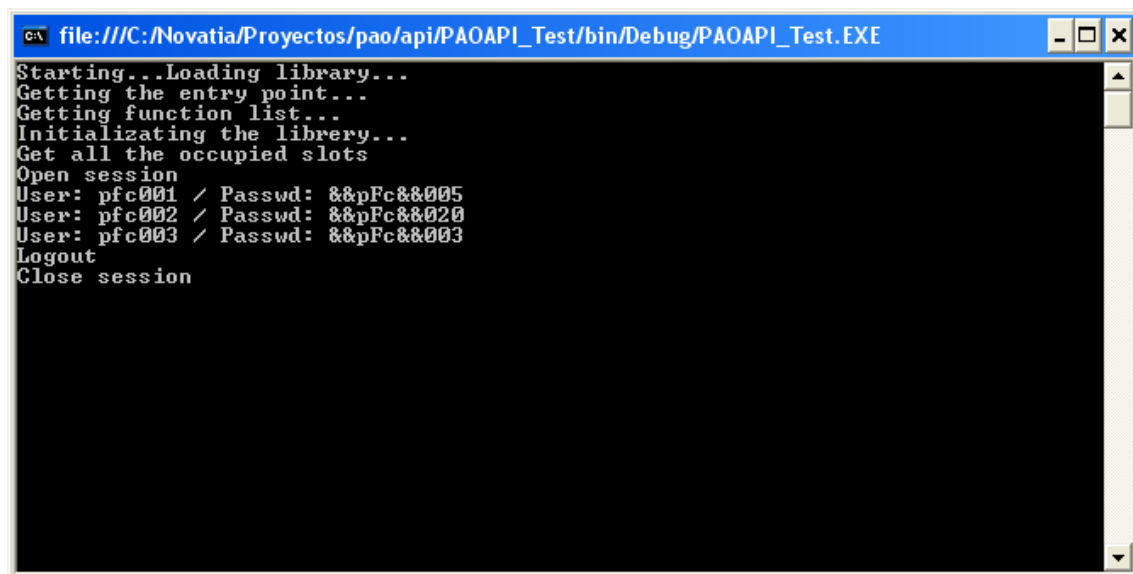 file:///C:/Novatia/Proyectos/pao/api/PAOAPI_Test/bin/Debug/PAOAPI_Test.EXE
Starting...Loading library...
Getting the entry point...
Getting function list...
Initializating the librery...
Get all the occupied slots
Open session
User: pfc001 / Passwd: &&pFc&&005
User: pfc002 / Passwd: &&pFc&&020
User: pfc003 / Passwd: &&pFc&&003
Logout
Close session